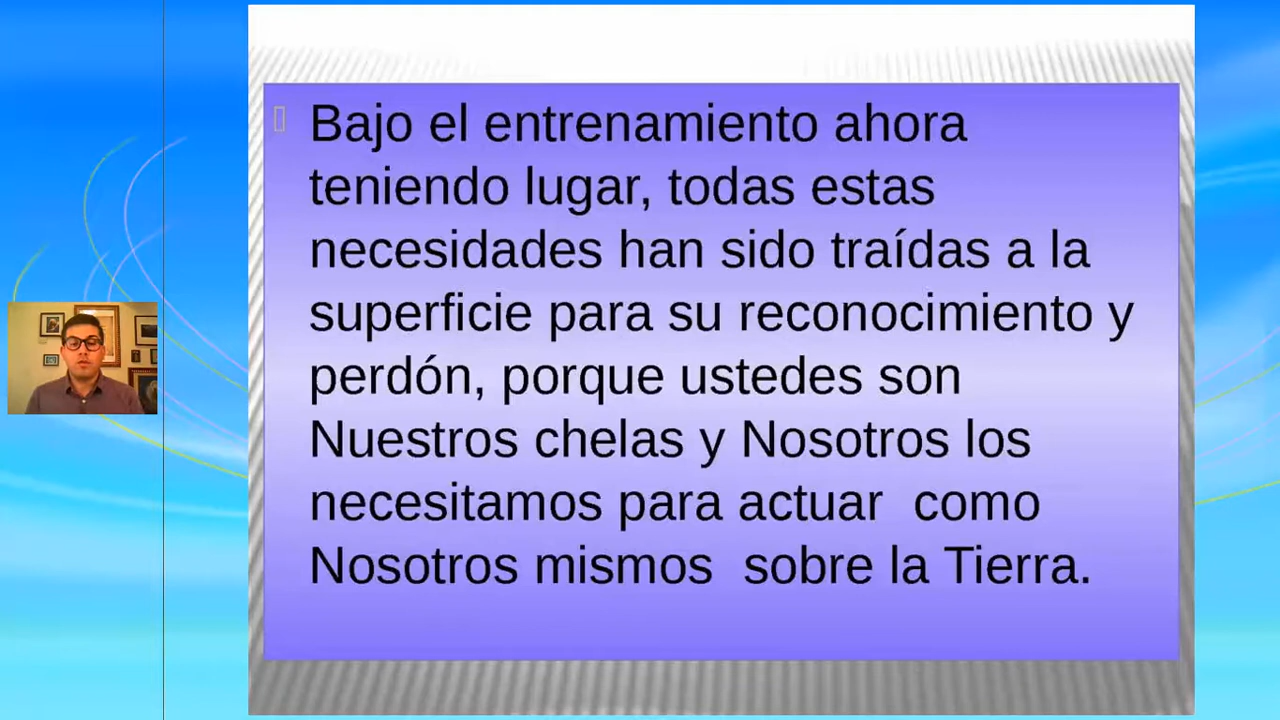 Bajo el entrenamiento ahora
teniendo lugar, todas estas
necesidades han sido traídas a la
superficie para su reconocimiento y
perdón, porque ustedes son
Nuestros chelas y Nosotros los
necesitamos para actuar  como
Nosotros mismos  sobre la Tierra.